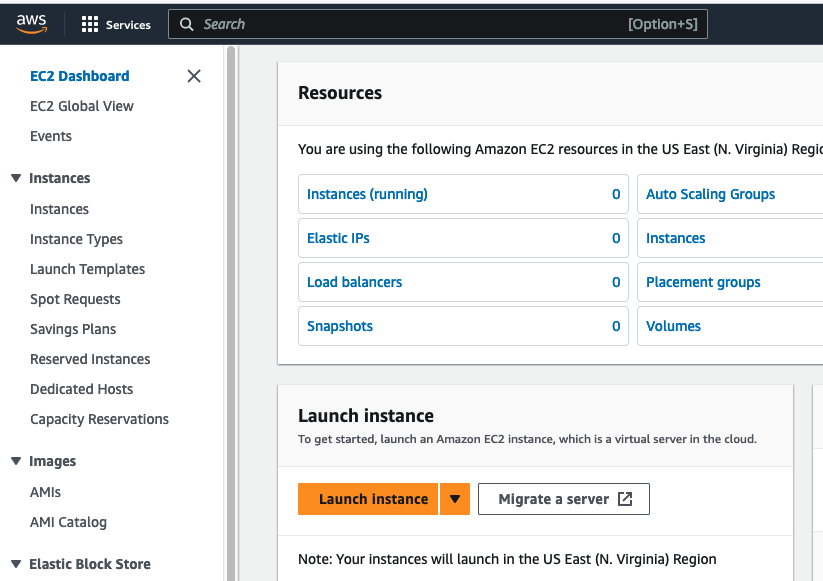 aws
Services
Search
[Option+S]
EC2 Dashboard
EC2 Global View
Events
Instances
Instances
Instance Types
Launch Templates
Spot Requests
Savings Plans
Reserved Instances
Dedicated Hosts
Capacity Reservations
Images
AMIs
AMI Catalog
Elastic Block Store
Resources
You are using the following Amazon EC2 resources in the US East (N. Virginia) Regio
Instances (running) 0
Auto Scaling Groups
Elastic IPs 0
Instances
Load balancers 0
Placement groups
Snapshots 0
Volumes
Launch instance
To get started, launch an Amazon EC2 instance, which is a virtual server in the cloud.
Launch instance
Migrate a server
Note: Your instances will launch in the US East (N. Virginia) Region